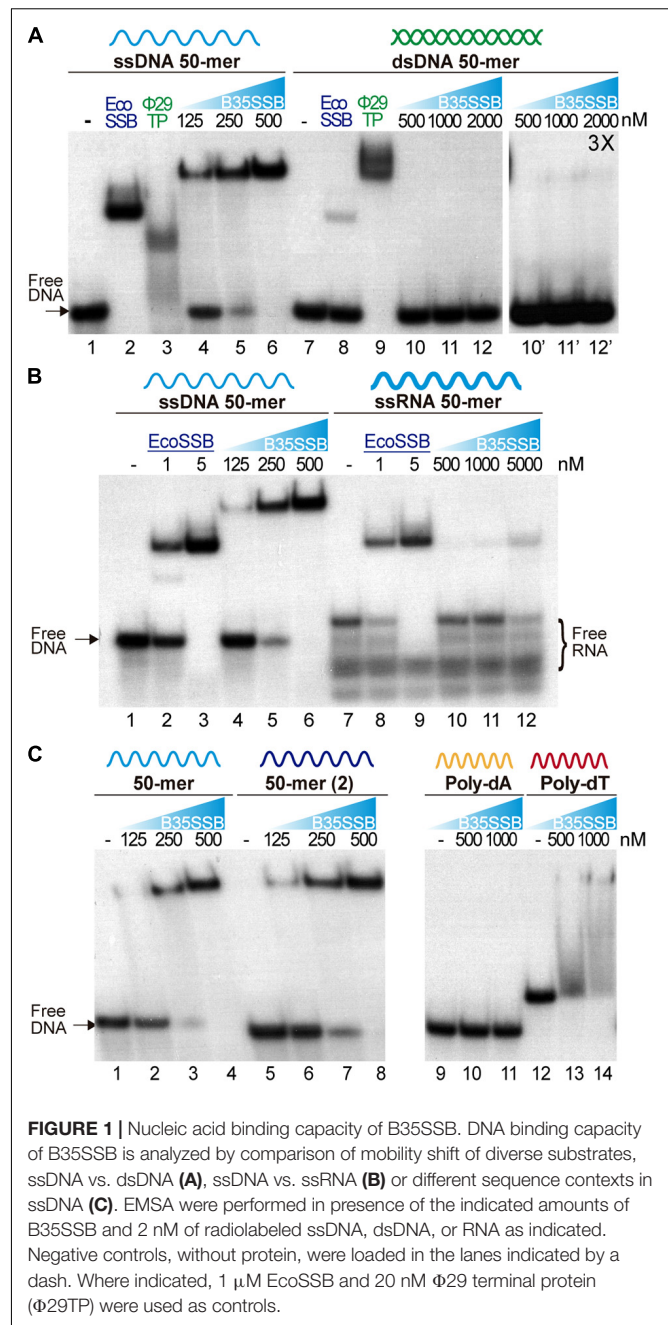 A
ssDNA 50-mer dsDNA 50-mer
- Eco SSB Φ29 TP B35SSB 125 250 500 - Eco SSB Φ29 TP B35SSB 500 1000 2000 500 1000 2000 nM
3X
Free DNA
1 2 3 4 5 6 7 8 9 10 11 12 10' 11' 12'
B
ssDNA 50-mer ssRNA 50-mer
EcoSSB B35SSB EcoSSB B35SSB
- 1 5 125 250 500 - 1 5 500 1000 5000 nM
Free DNA
Free RNA
1 2 3 4 5 6 7 8 9 10 11 12
C
50-mer 50-mer (2) Poly-dA Poly-dT
B35SSB B35SSB B35SSB B35SSB
- 125 250 500 - 125 250 500 - 500 1000 - 500 1000 nM
Free DNA
1 2 3 4 5 6 7 8 9 10 11 12 13 14
FIGURE 1 | Nucleic acid binding capacity of B35SSB. DNA binding capacity
of B35SSB is analyzed by comparison of mobility shift of diverse substrates,
ssDNA vs. dsDNA (A), ssDNA vs. ssRNA (B) or different sequence contexts in
ssDNA (C). EMSA were performed in presence of the indicated amounts of
B35SSB and 2 nM of radiolabeled ssDNA, dsDNA, or RNA as indicated.
Negative controls, without protein, were loaded in the lanes indicated by a
dash. Where indicated, 1 μM EcoSSB and 20 nM Φ29 terminal protein
(Φ29TP) were used as controls.